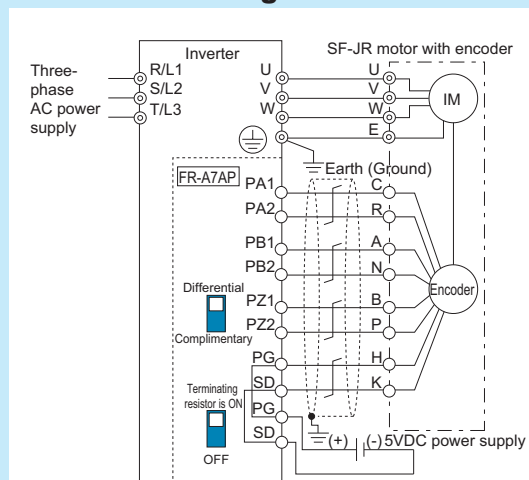 Inverter
SF-JR motor with encoder
Three-
phase
AC power
supply
R/L1
S/L2
T/L3
U
V
W
U
V
W
E
IM
Earth (Ground)
FR-A7AP
PA1
PA2
PB1
PB2
PZ1
PZ2
PG
SD
PG
SD
C
R
A
N
B
P
H
K
Encoder
Differential
Complimentary
Terminating
resistor is ON
OFF
(+)
(-) 5VDC power supply